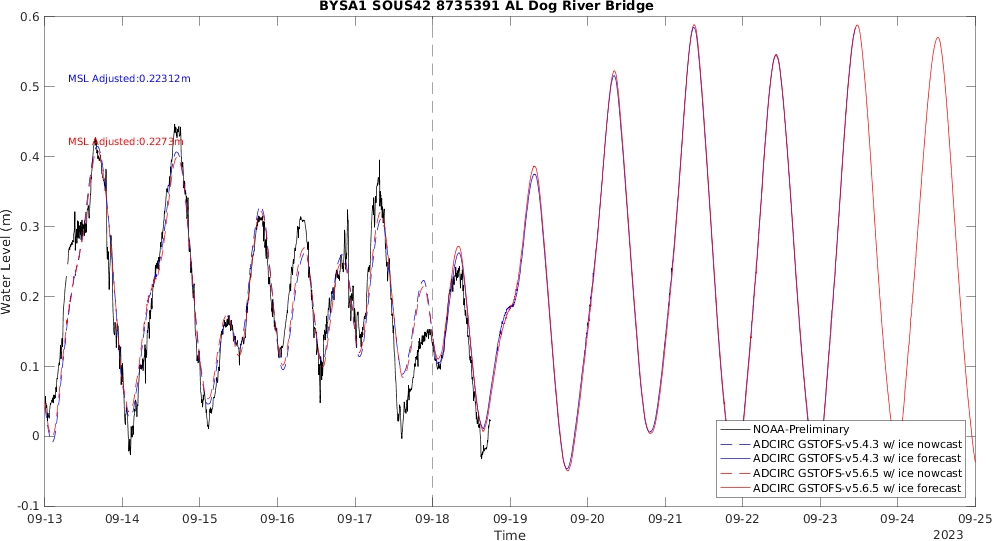 BYSA1 SOUS42 8735391 AL Dog River Bridge
MSL Adjusted:0.22312m
MSL Adjusted:0.2273m
Water Level (m)
0.6
0.5
0.4
0.3
0.2
0.1
0
-0.1
NOAA-Preliminary
ADCIRC GSTOFS-v5.4.3 w/ ice nowcast
ADCIRC GSTOFS-v5.4.3 w/ ice forecast
ADCIRC GSTOFS-v5.6.5 w/ ice nowcast
ADCIRC GSTOFS-v5.6.5 w/ ice forecast
09-13 09-14 09-15 09-16 09-17 09-18 09-19 09-20 09-21 09-22 09-23 09-24 09-25
Time
2023